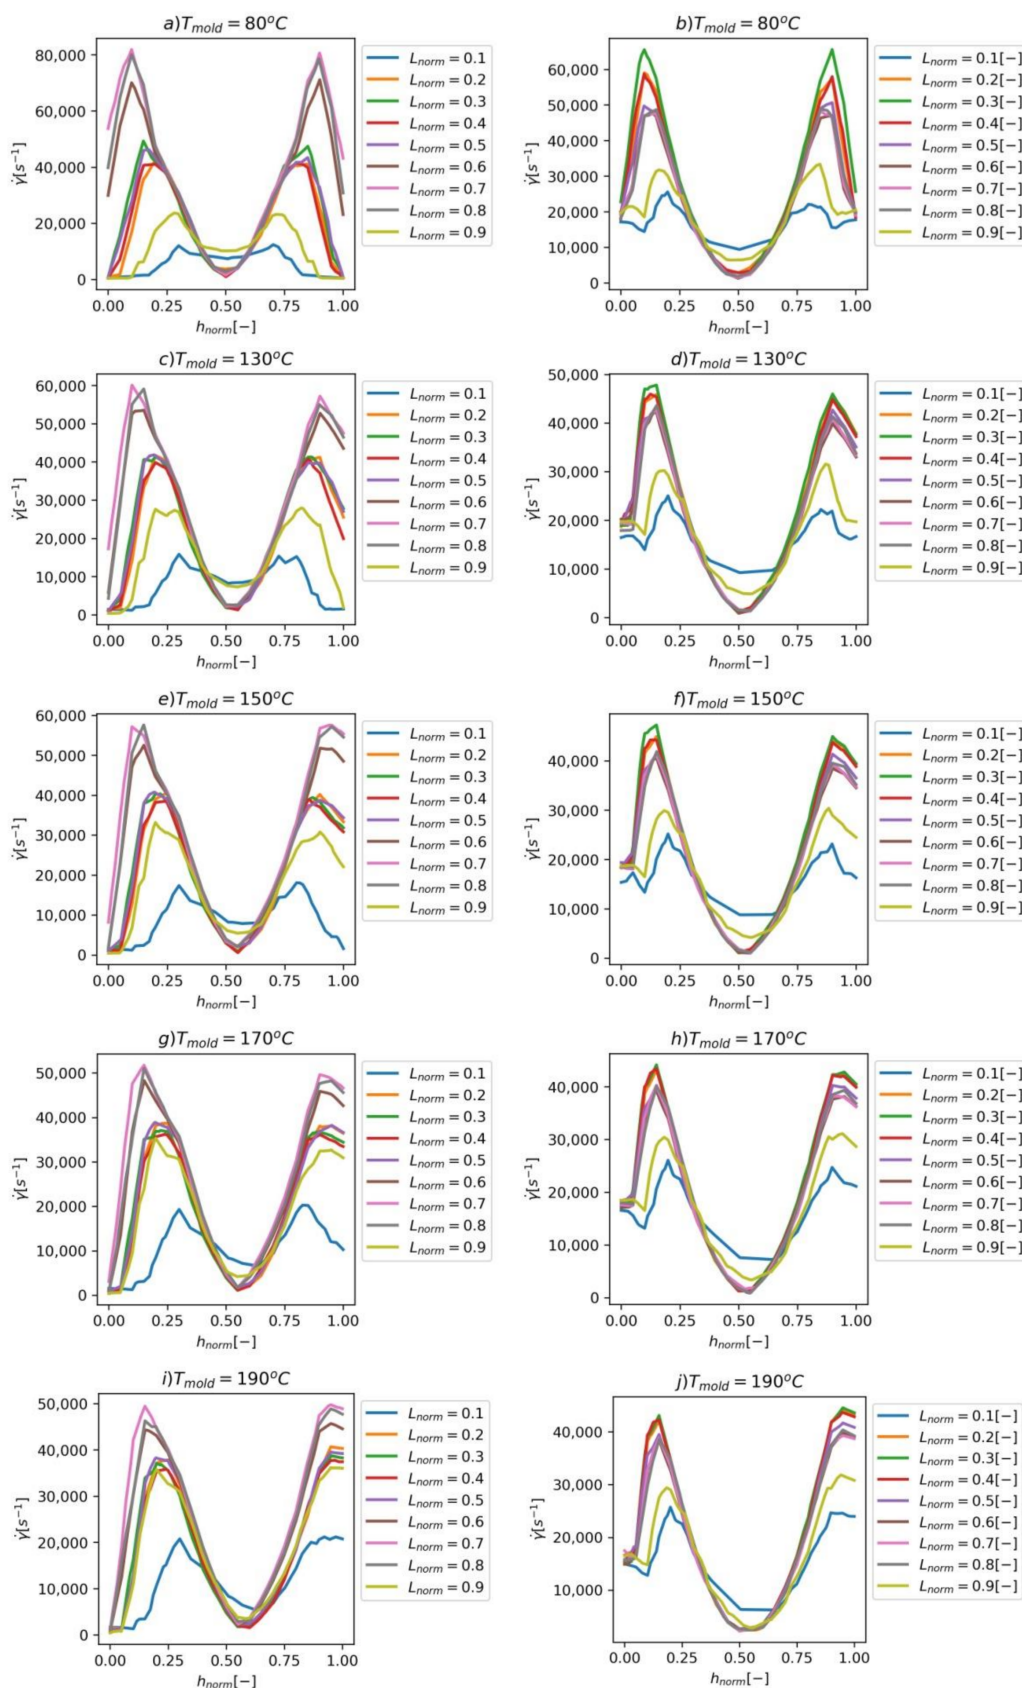 a)T_mold = 80°C
80,000
60,000
40,000
20,000
0
γ̇[s⁻¹]
0.00 0.25 0.50 0.75 1.00
h_norm[−]
L_norm = 0.1
L_norm = 0.2
L_norm = 0.3
L_norm = 0.4
L_norm = 0.5
L_norm = 0.6
L_norm = 0.7
L_norm = 0.8
L_norm = 0.9
b)T_mold = 80°C
60,000
50,000
40,000
30,000
20,000
10,000
0
γ̇[s⁻¹]
0.00 0.25 0.50 0.75 1.00
h_norm[−]
L_norm = 0.1[−]
L_norm = 0.2[−]
L_norm = 0.3[−]
L_norm = 0.4[−]
L_norm = 0.5[−]
L_norm = 0.6[−]
L_norm = 0.7[−]
L_norm = 0.8[−]
L_norm = 0.9[−]
c)T_mold = 130°C
60,000
50,000
40,000
30,000
20,000
10,000
0
γ̇[s⁻¹]
0.00 0.25 0.50 0.75 1.00
h_norm[−]
L_norm = 0.1
L_norm = 0.2
L_norm = 0.3
L_norm = 0.4
L_norm = 0.5
L_norm = 0.6
L_norm = 0.7
L_norm = 0.8
L_norm = 0.9
d)T_mold = 130°C
50,000
40,000
30,000
20,000
10,000
0
γ̇[s⁻¹]
0.00 0.25 0.50 0.75 1.00
h_norm[−]
L_norm = 0.1[−]
L_norm = 0.2[−]
L_norm = 0.3[−]
L_norm = 0.4[−]
L_norm = 0.5[−]
L_norm = 0.6[−]
L_norm = 0.7[−]
L_norm = 0.8[−]
L_norm = 0.9[−]
e)T_mold = 150°C
60,000
50,000
40,000
30,000
20,000
10,000
0
γ̇[s⁻¹]
0.00 0.25 0.50 0.75 1.00
h_norm[−]
L_norm = 0.1
L_norm = 0.2
L_norm = 0.3
L_norm = 0.4
L_norm = 0.5
L_norm = 0.6
L_norm = 0.7
L_norm = 0.8
L_norm = 0.9
f)T_mold = 150°C
40,000
30,000
20,000
10,000
0
γ̇[s⁻¹]
0.00 0.25 0.50 0.75 1.00
h_norm[−]
L_norm = 0.1[−]
L_norm = 0.2[−]
L_norm = 0.3[−]
L_norm = 0.4[−]
L_norm = 0.5[−]
L_norm = 0.6[−]
L_norm = 0.7[−]
L_norm = 0.8[−]
L_norm = 0.9[−]
g)T_mold = 170°C
50,000
40,000
30,000
20,000
10,000
0
γ̇[s⁻¹]
0.00 0.25 0.50 0.75 1.00
h_norm[−]
L_norm = 0.1
L_norm = 0.2
L_norm = 0.3
L_norm = 0.4
L_norm = 0.5
L_norm = 0.6
L_norm = 0.7
L_norm = 0.8
L_norm = 0.9
h)T_mold = 170°C
40,000
30,000
20,000
10,000
0
γ̇[s⁻¹]
0.00 0.25 0.50 0.75 1.00
h_norm[−]
L_norm = 0.1[−]
L_norm = 0.2[−]
L_norm = 0.3[−]
L_norm = 0.4[−]
L_norm = 0.5[−]
L_norm = 0.6[−]
L_norm = 0.7[−]
L_norm = 0.8[−]
L_norm = 0.9[−]
i)T_mold = 190°C
50,000
40,000
30,000
20,000
10,000
0
γ̇[s⁻¹]
0.00 0.25 0.50 0.75 1.00
h_norm[−]
L_norm = 0.1
L_norm = 0.2
L_norm = 0.3
L_norm = 0.4
L_norm = 0.5
L_norm = 0.6
L_norm = 0.7
L_norm = 0.8
L_norm = 0.9
j)T_mold = 190°C
40,000
30,000
20,000
10,000
γ̇[s⁻¹]
0.00 0.25 0.50 0.75 1.00
h_norm[−]
L_norm = 0.1[−]
L_norm = 0.2[−]
L_norm = 0.3[−]
L_norm = 0.4[−]
L_norm = 0.5[−]
L_norm = 0.6[−]
L_norm = 0.7[−]
L_norm = 0.8[−]
L_norm = 0.9[−]